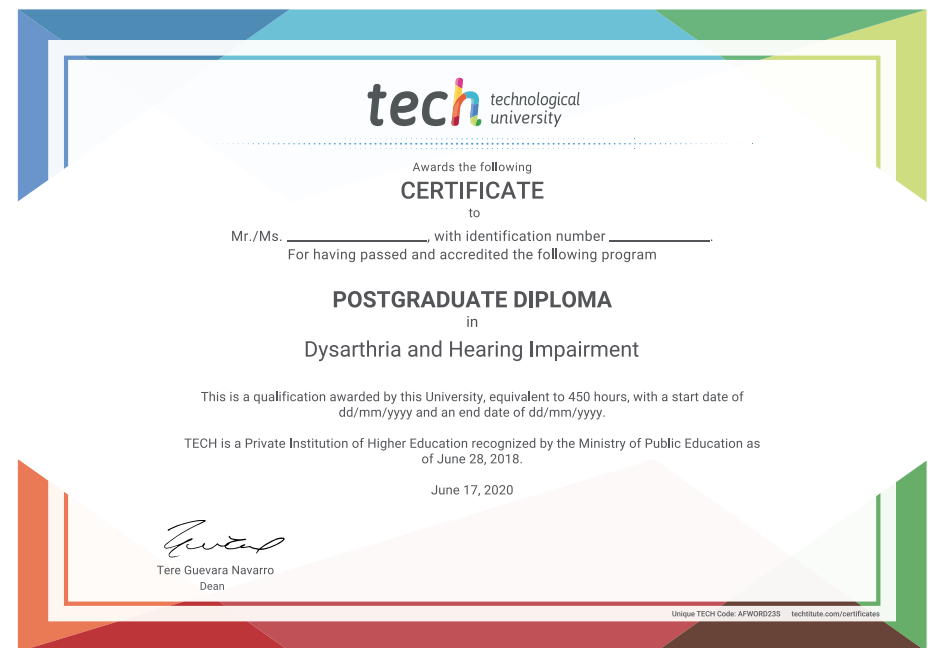 tech technological
university
Awards the following
CERTIFICATE
to
Mr./Ms. ____________, with identification number ____________.
For having passed and accredited the following program
POSTGRADUATE DIPLOMA
in
Dysarthria and Hearing Impairment
This is a qualification awarded by this University, equivalent to 450 hours, with a start date of
dd/mm/yyyy and an end date of dd/mm/yyyy.
TECH is a Private Institution of Higher Education recognized by the Ministry of Public Education as
of June 28, 2018.
June 17, 2020
Tere Guevara Navarro
Dean
Unique TECH Code: AFWORD23S techtitute.com/certificates